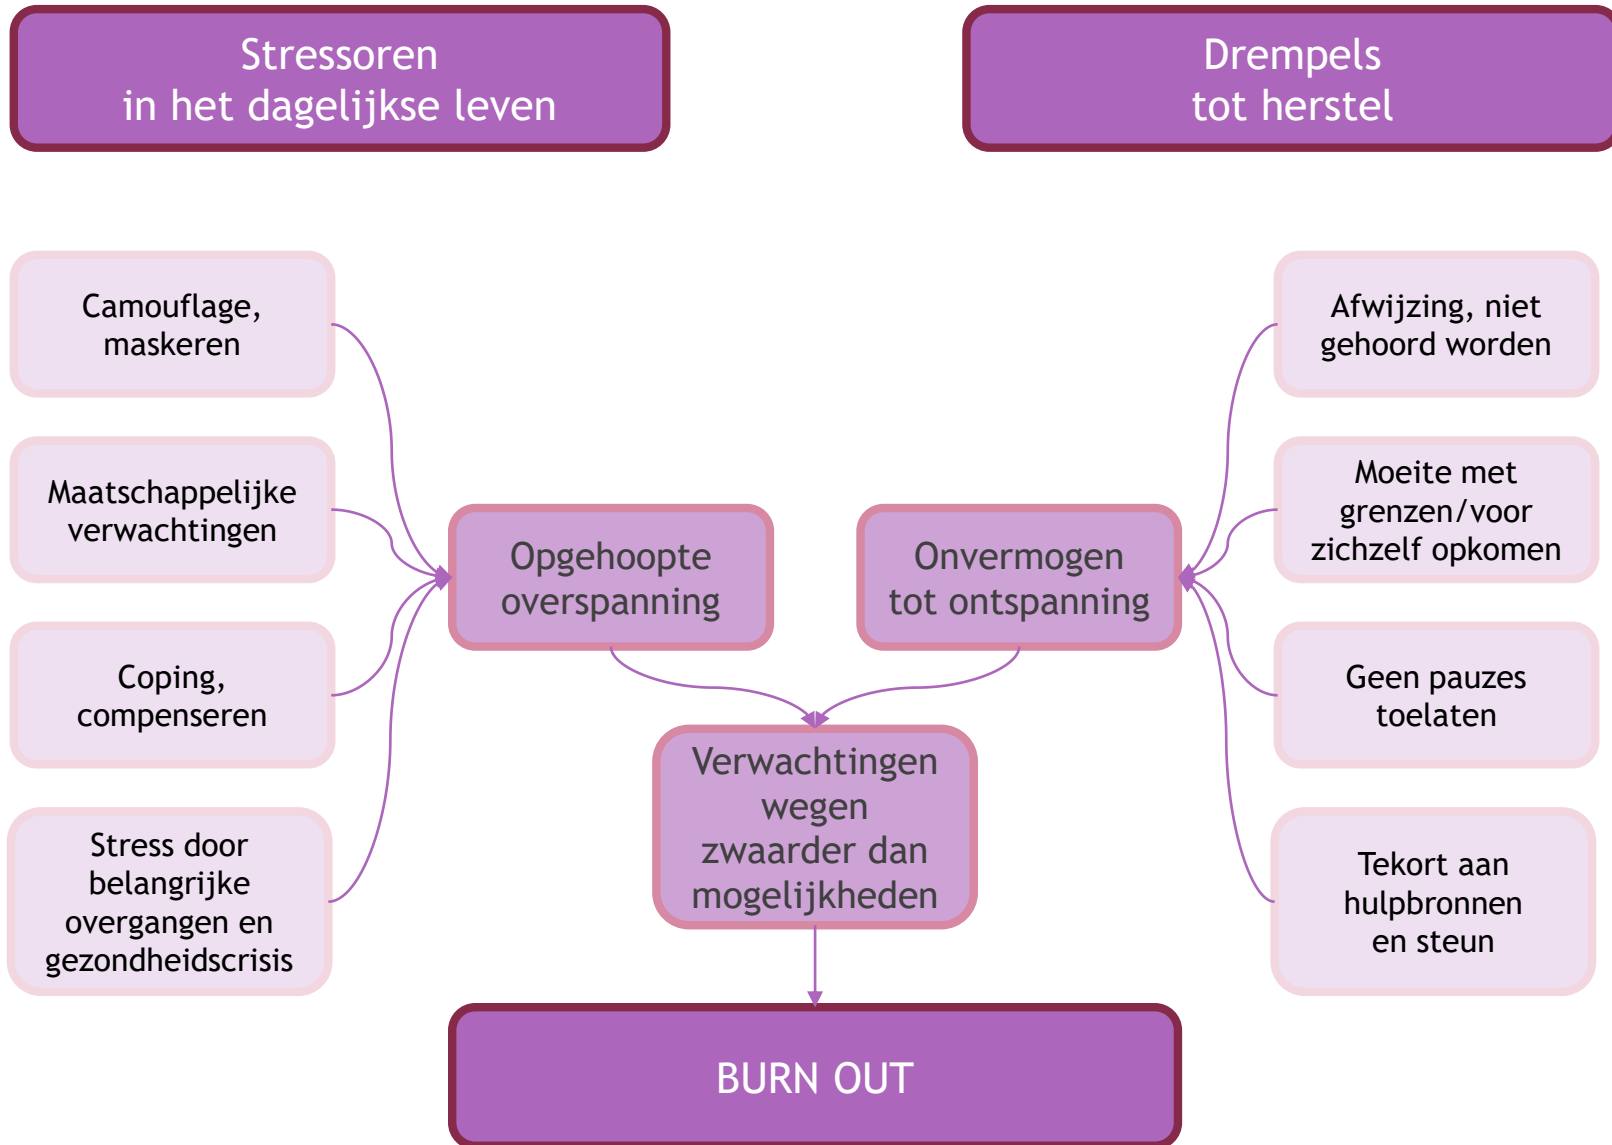 Stressoren
in het dagelijkse leven
Drempels
tot herstel
Camouflage,
maskeren
Maatschappelijke
verwachtingen
Coping,
compenseren
Stress door
belangrijke
overgangen en
gezondheidscrisis
Opgehoopte
overspanning
Onvermogen
tot ontspanning
Verwachtingen
wegen
zwaarder dan
mogelijkheden
Afwijzing, niet
gehoord worden
Moeite met
grenzen/voor
zichzelf opkomen
Geen pauzes
toelaten
Tekort aan
hulpbronnen
en steun
BURN OUT